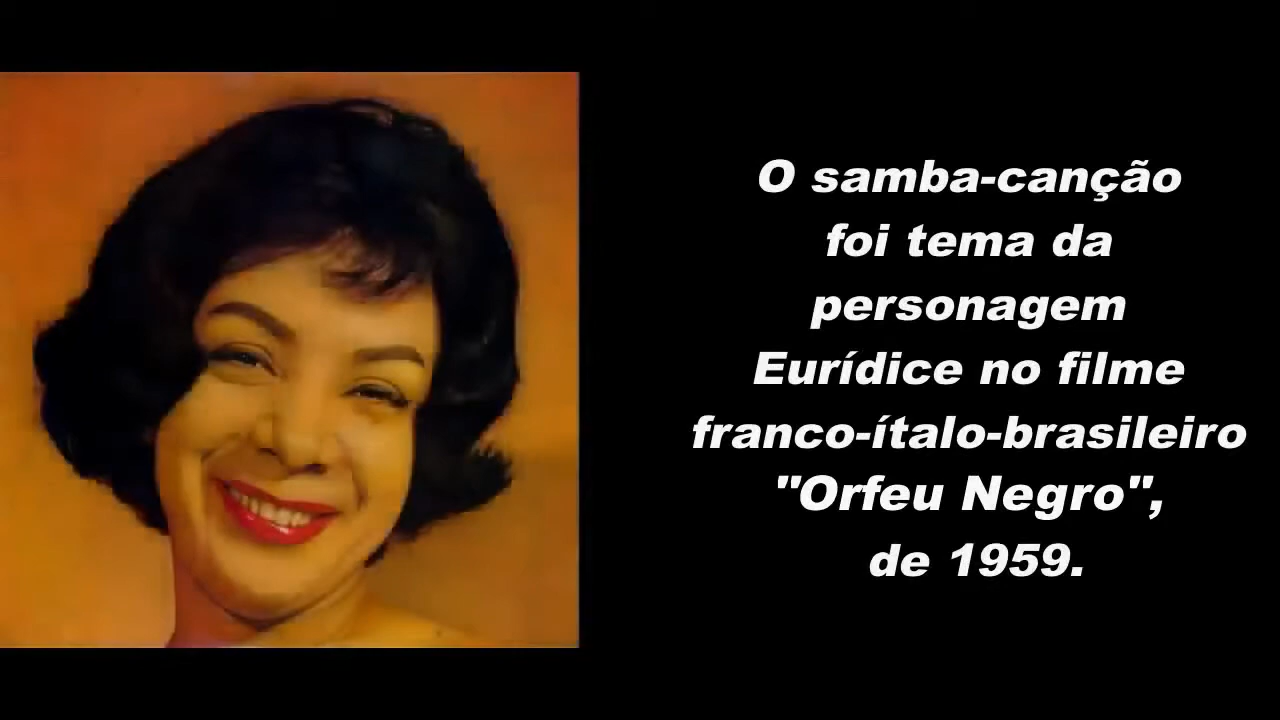 O samba-canção
foi tema da
personagem
Eurídice no filme
franco-ítalo-brasileiro
"Orfeu Negro",
de 1959.